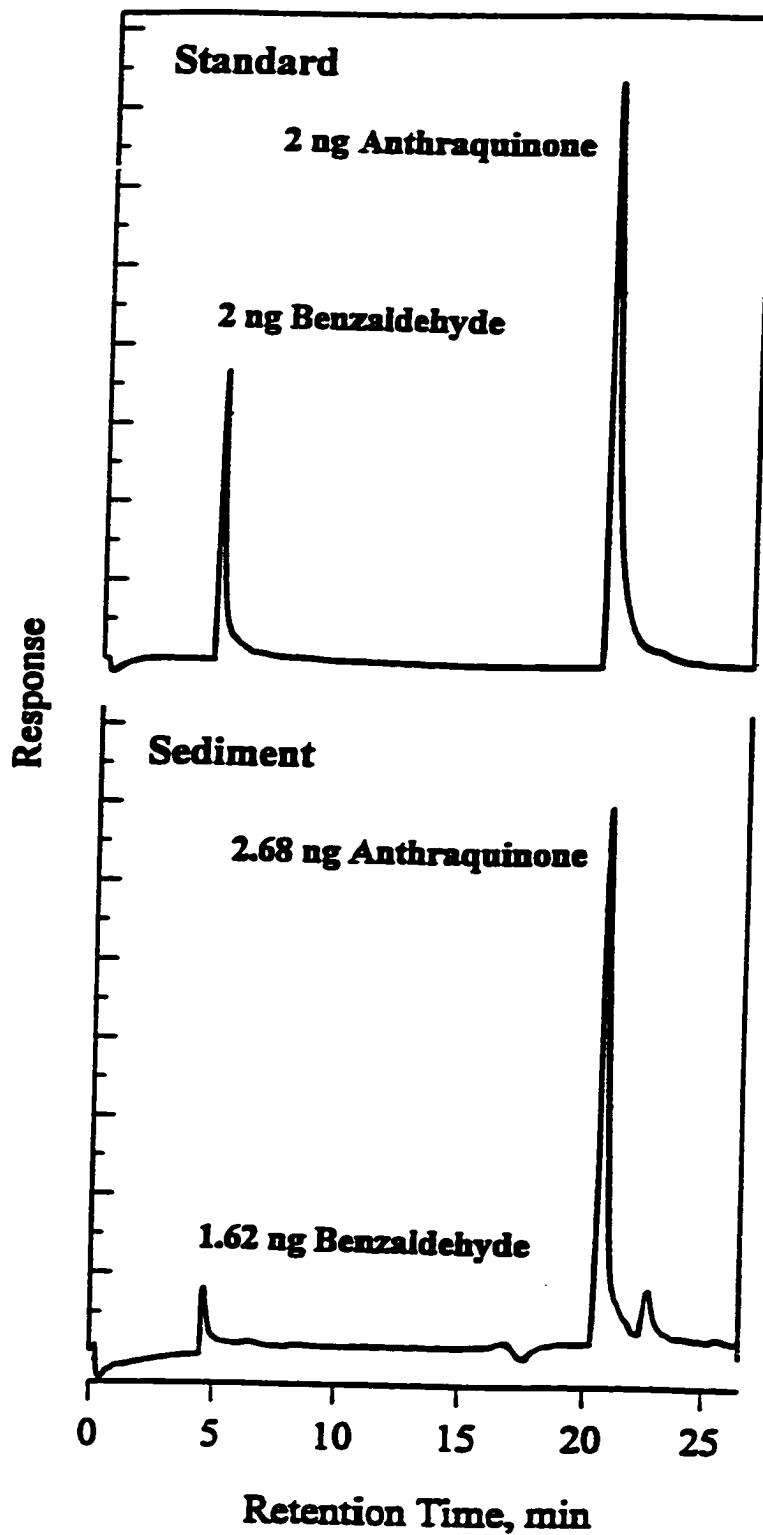 Standard
2 ng Anthraquinone
2 ng Benzaldehyde
Response
Sediment
2.68 ng Anthraquinone
1.62 ng Benzaldehyde
0 5 10 15 20 25
Retention Time, min